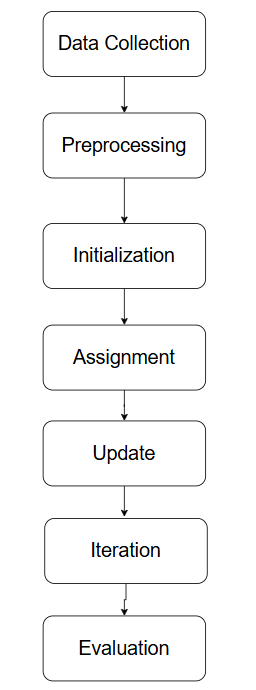 Data Collection
Preprocessing
Initialization
Assignment
Update
Iteration
Evaluation